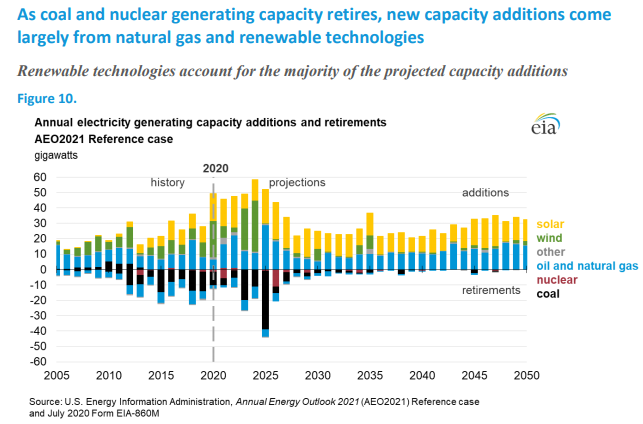 As coal and nuclear generating capacity retires, new capacity additions come
largely from natural gas and renewable technologies
Renewable technologies account for the majority of the projected capacity additions
Figure 10.
Annual electricity generating capacity additions and retirements
AEO2021 Reference case
gigawatts
eia
2020
history
projections
additions
60
50
40
30
20
10
0
-10
-20
-30
-40
-50
-60
solar
wind
other
oil and natural gas
nuclear
coal
retirements
2005 2010 2015 2020 2025 2030 2035 2040 2045 2050
Source: U.S. Energy Information Administration, Annual Energy Outlook 2021 (AEO2021) Reference case
and July 2020 Form EIA-860M